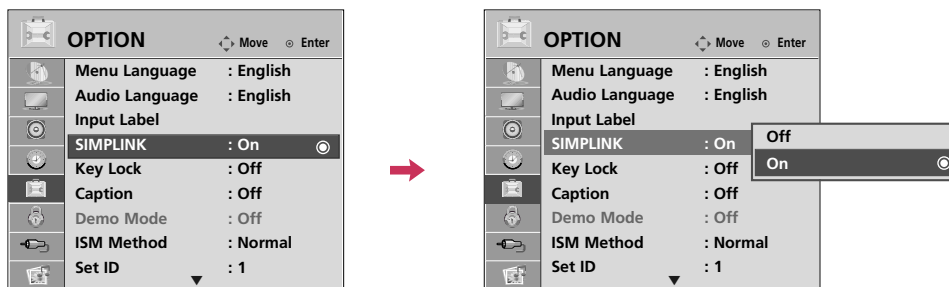 OPTION Move Enter
Menu Language : English
Audio Language : English
Input Label
SIMPLINK : On
Key Lock : Off
Caption : Off
Demo Mode : Off
ISM Method : Normal
Set ID : 1
OPTION Move Enter
Menu Language : English
Audio Language : English
Input Label
SIMPLINK : On
Key Lock : Off
Caption : Off
Demo Mode : Off
ISM Method : Normal
Set ID : 1
Off
On